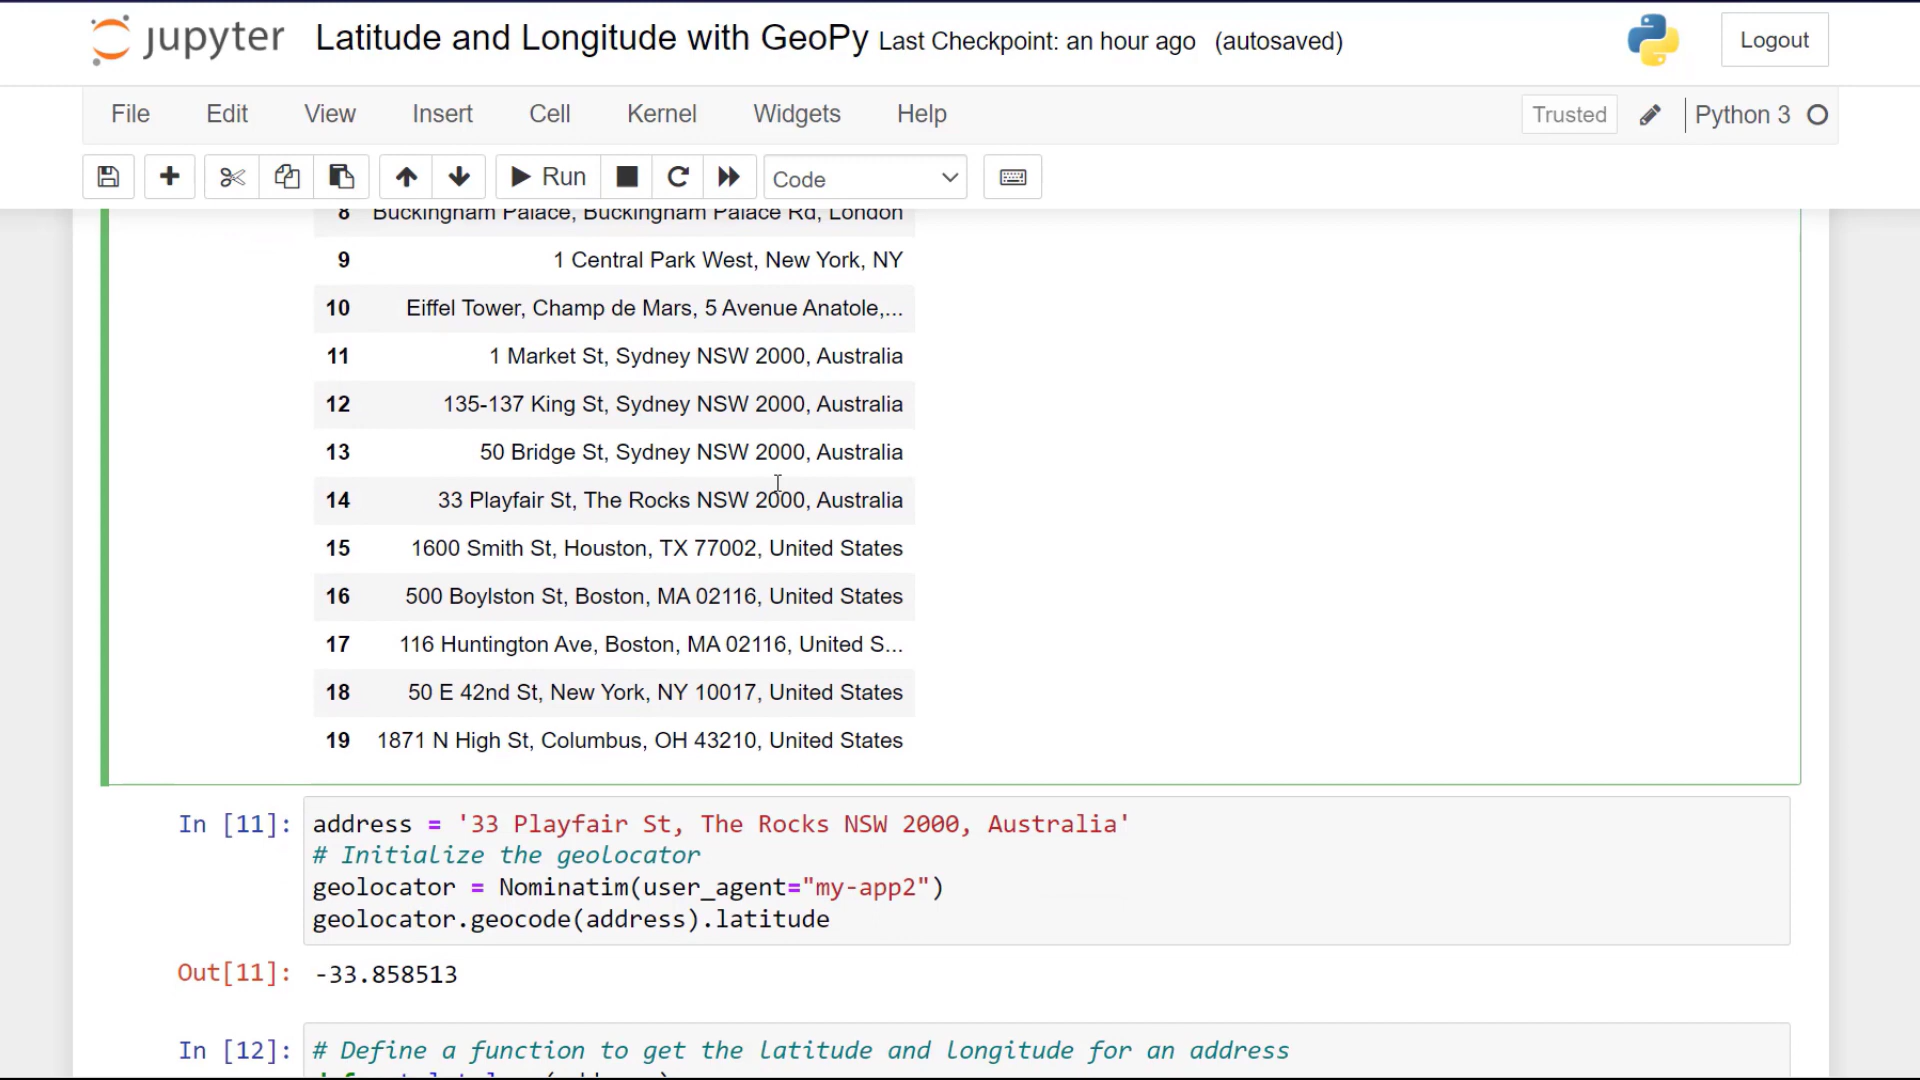 jupyter Latitude and Longitude with GeoPy Last Checkpoint: an hour ago (autosaved) Logout
File Edit View Insert Cell Kernel Widgets Help Trusted Python 3
Run Code
8 Buckingham Palace, Buckingham Palace Rd, London
9 1 Central Park West, New York, NY
10 Eiffel Tower, Champ de Mars, 5 Avenue Anatole,...
11 1 Market St, Sydney NSW 2000, Australia
12 135-137 King St, Sydney NSW 2000, Australia
13 50 Bridge St, Sydney NSW 2000, Australia
14 33 Playfair St, The Rocks NSW 2000, Australia
15 1600 Smith St, Houston, TX 77002, United States
16 500 Boylston St, Boston, MA 02116, United States
17 116 Huntington Ave, Boston, MA 02116, United S...
18 50 E 42nd St, New York, NY 10017, United States
19 1871 N High St, Columbus, OH 43210, United States
In [11]: address = '33 Playfair St, The Rocks NSW 2000, Australia'
# Initialize the geolocator
geolocator = Nominatim(user_agent="my-app2")
geolocator.geocode(address).latitude
Out[11]: -33.858513
In [12]: # Define a function to get the latitude and longitude for an address